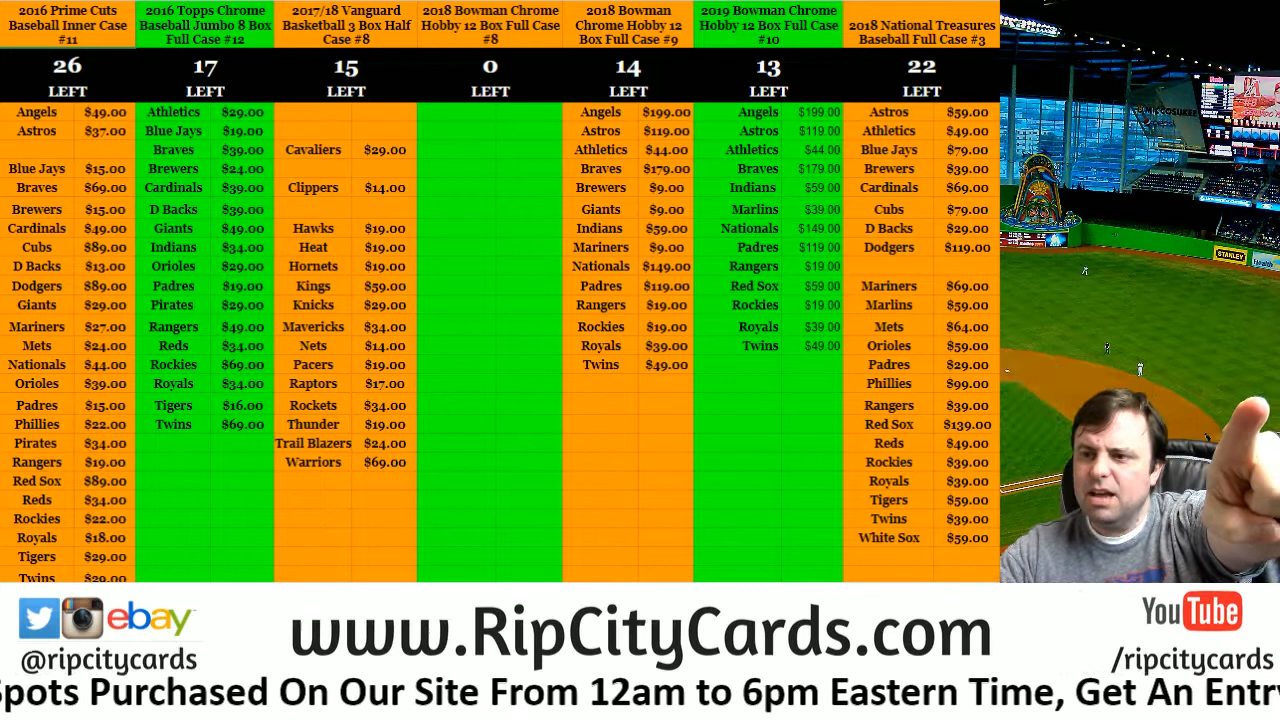 2016 Prime Cuts
Baseball Inner Case
#11
26
LEFT
Angels $49.00
Astros $37.00
Blue Jays $15.00
Braves $69.00
Brewers $15.00
Cardinals $49.00
Cubs $89.00
D Backs $13.00
Dodgers $89.00
Giants $29.00
Mariners $27.00
Mets $24.00
Nationals $44.00
Orioles $39.00
Padres $15.00
Phillies $22.00
Pirates $34.00
Rangers $19.00
Red Sox $89.00
Reds $34.00
Rockies $22.00
Royals $18.00
Tigers $29.00
Twins $29.00
2016 Topps Chrome
Baseball Jumbo 8 Box
Full Case #12
17
LEFT
Athletics $29.00
Blue Jays $19.00
Braves $39.00
Brewers $24.00
Cardinals $39.00
D Backs $39.00
Giants $49.00
Indians $34.00
Orioles $29.00
Padres $19.00
Pirates $29.00
Rangers $49.00
Reds $34.00
Rockies $69.00
Royals $34.00
Tigers $16.00
Twins $69.00
2017/18 Vanguard
Basketball 3 Box Half
Case #8
15
LEFT
Cavaliers $29.00
Clippers $14.00
Hawks $19.00
Heat $19.00
Hornets $19.00
Kings $59.00
Knicks $29.00
Mavericks $34.00
Nets $14.00
Pacers $19.00
Raptors $17.00
Rockets $34.00
Thunder $19.00
Trail Blazers $24.00
Warriors $69.00
2018 Bowman Chrome
Hobby 12 Box Full Case
#8
0
LEFT
2018 Bowman
Chrome Hobby 12
Box Full Case #9
14
LEFT
Angels $199.00
Astros $119.00
Athletics $44.00
Braves $179.00
Brewers $9.00
Giants $9.00
Indians $59.00
Mariners $9.00
Nationals $149.00
Padres $119.00
Rangers $19.00
Rockies $19.00
Royals $39.00
Twins $49.00
2019 Bowman Chrome
Hobby 12 Box Full Case
#10
13
LEFT
Angels $199.00
Astros $119.00
Athletics $44.00
Braves $179.00
Indians $59.00
Marlins $39.00
Nationals $149.00
Padres $119.00
Rangers $19.00
Red Sox $59.00
Rockies $19.00
Royals $39.00
Twins $49.00
2018 National Treasures
Baseball Full Case #3
22
LEFT
Astros $59.00
Athletics $49.00
Blue Jays $79.00
Brewers $39.00
Cardinals $69.00
Cubs $79.00
D Backs $29.00
Dodgers $119.00
Mariners $69.00
Marlins $59.00
Mets $64.00
Orioles $59.00
Padres $29.00
Phillies $99.00
Rangers $39.00
Red Sox $139.00
Reds $49.00
Rockies $39.00
Royals $39.00
Tigers $59.00
Twins $39.00
White Sox $59.00
pepsi
STANLEY
Health
ebay
@ripcitycards
www.RipCityCards.com
YouTube
/ripcitycards
Spots Purchased On Our Site From 12am to 6pm Eastern Time, Get An Entry